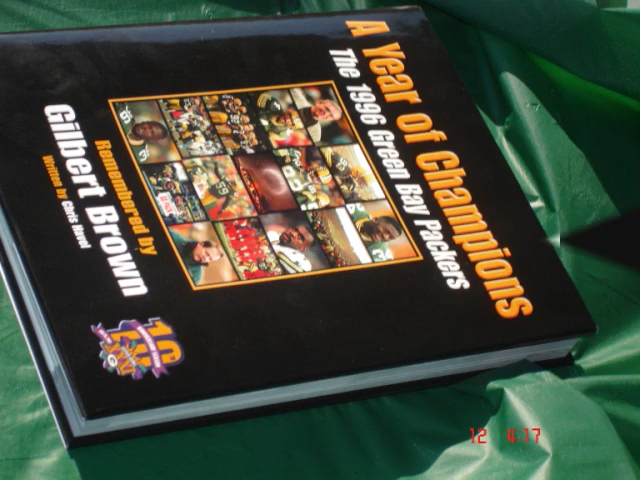 A Year of Champions
The 1996 Green Bay Packers
Remembered by
Gilbert Brown
Written by Chris Havel
10
12 4:17